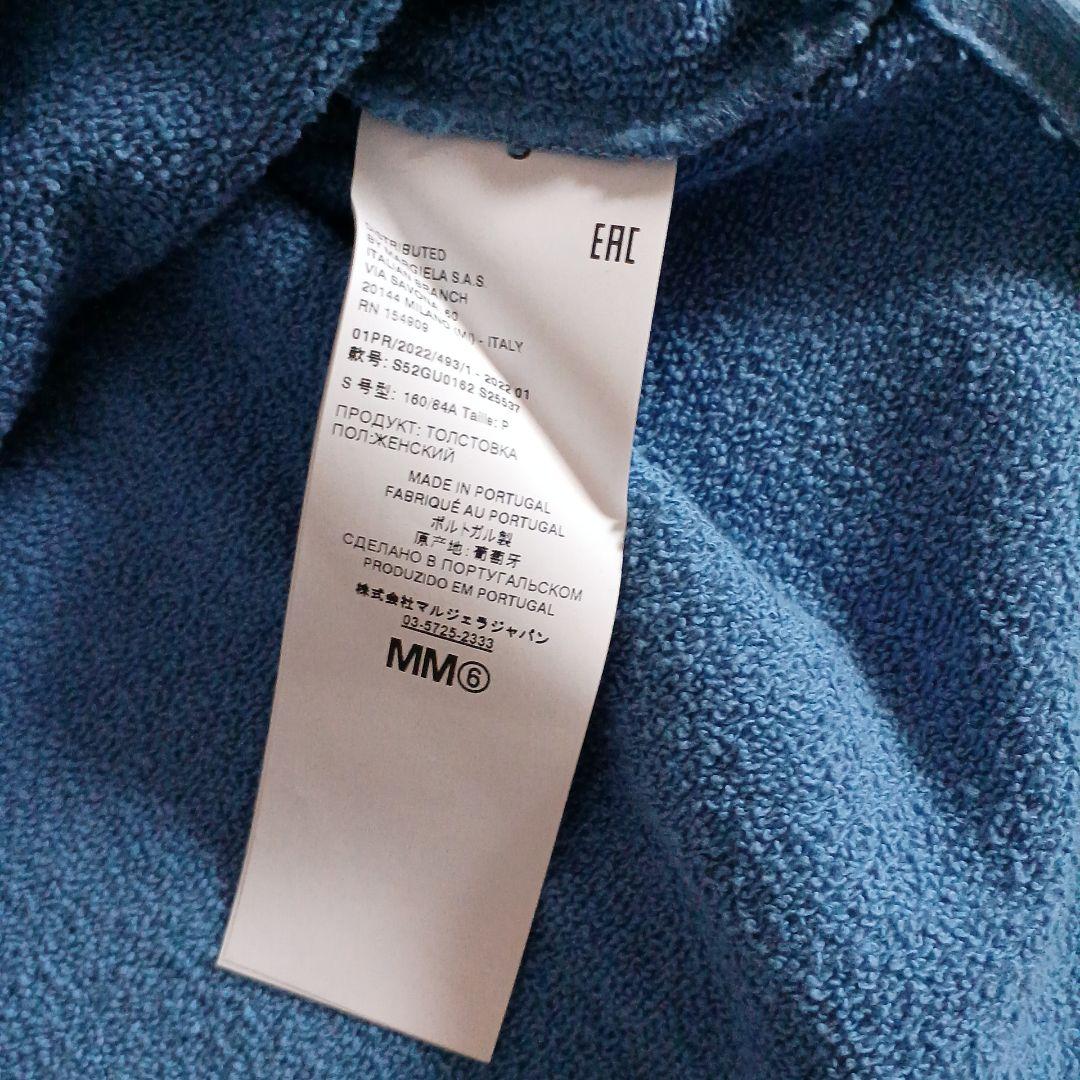 EAC
DISTRIBUTED
BY MARGIELA S.A.S.
ITALIAN BRANCH
VIA SAVONA 60
20144 MILANO (MI) - ITALY
RN 154909
01PR/2022/493/1 - 2022 01
款号: S52GU0162 S25537
S 号型: 160/84A Taille: P
ПРОДУКТ: ТОЛСТОВКА
ПОЛ:ЖЕНСКИЙ
MADE IN PORTUGAL
FABRIQUÉ AU PORTUGAL
ポルトガル製
原产地: 葡萄牙
СДЕЛАНО В ПОРТУГАЛЬСКОМ
PRODUZIDO EM PORTUGAL
株式会社マルジェラジャパン
03-5725-2333
MM⑥